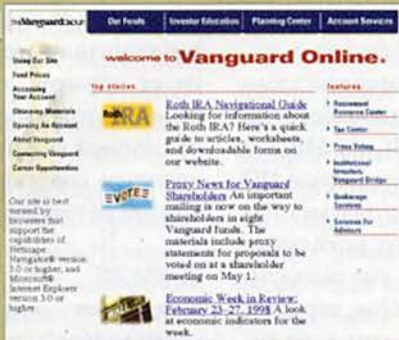 THE Vanguard GROUP
Our Funds
Investor Education
Planning Center
Account Services
welcome to Vanguard Online.
Using Our Site
Fund Prices
Accessing
Your Account
Obtaining Materials
Opening An Account
About Vanguard
Contacting Vanguard
Career Opportunities
Our site is best
viewed by
browsers that
support the
capabilities of
Netscape
Navigator® version
3.0 or higher, and
Microsoft®
Internet Explorer
version 3.0 or
higher.
top stories
Roth IRA
Roth IRA Navigational Guide
Looking for information about
the Roth IRA? Here's a quick
guide to articles, worksheets,
and downloadable forms on
our website.
VOTE
Proxy News for Vanguard
Shareholders An important
mailing is now on the way to
shareholders in eight
Vanguard funds. The
materials include proxy
statements for proposals to be
voted on at a shareholder
meeting on May 1.
Economic Week in Review:
February 23-27, 1998 A look
at economic indicators for the
week.
features
Retirement
Resource Center
Tax Center
Proxy Voting
Institutional
Investors
Vanguard Bridge
Brokerage
Services
Services For
Advisors